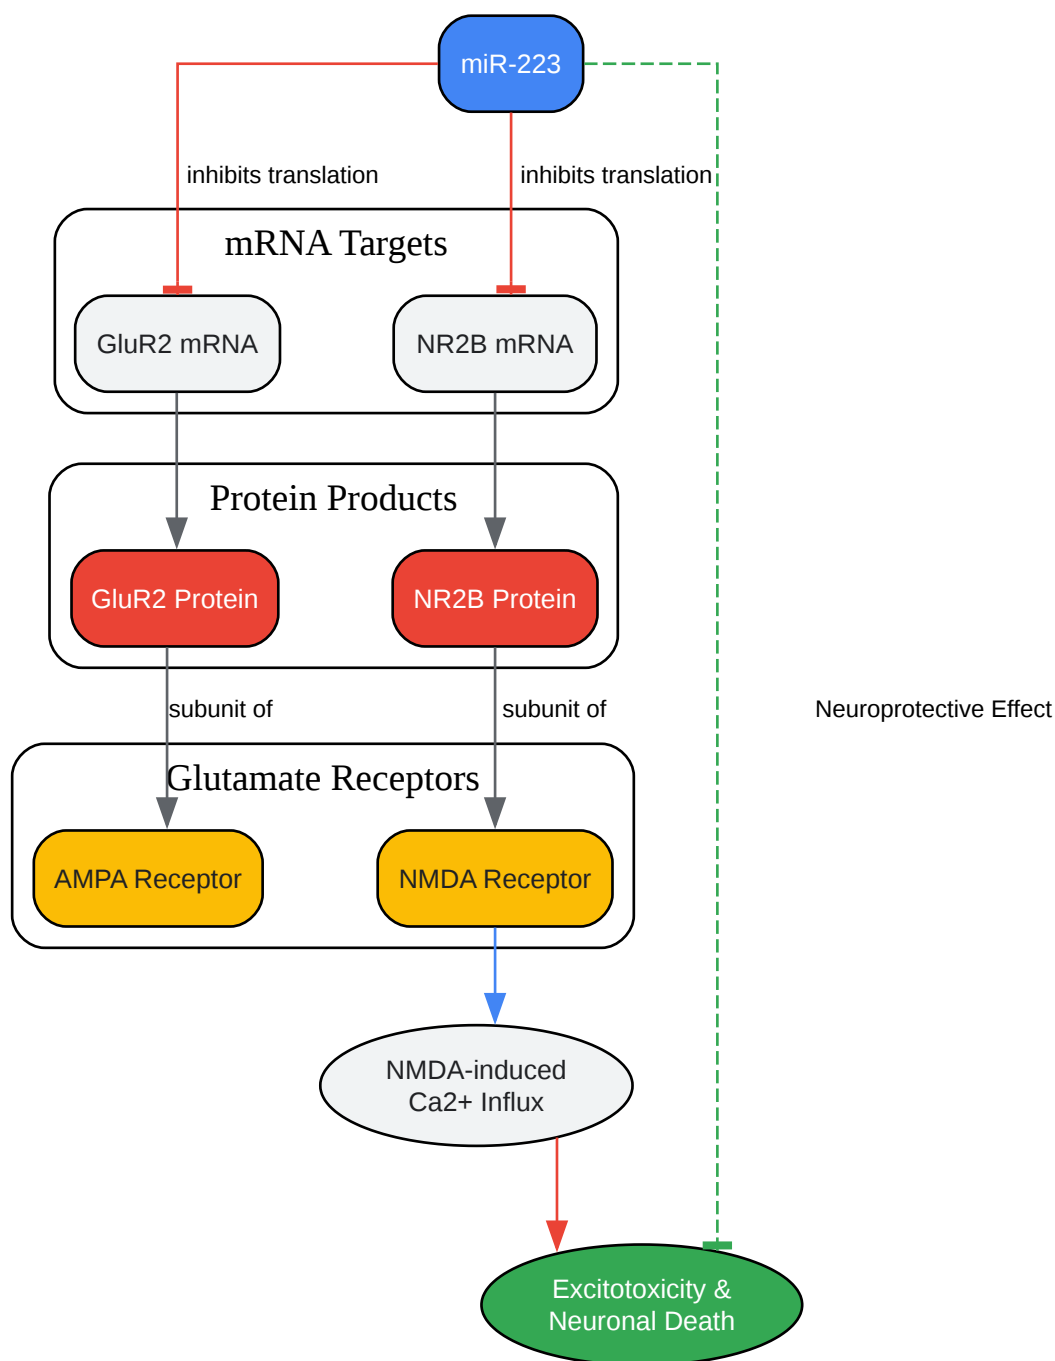 miR-223
inhibits translation
inhibits translation
mRNA Targets
GluR2 mRNA
NR2B mRNA
Protein Products
GluR2 Protein
NR2B Protein
subunit of
subunit of
Neuroprotective Effect
Glutamate Receptors
AMPA Receptor
NMDA Receptor
NMDA-induced
Ca2+ Influx
Excitotoxicity &
Neuronal Death